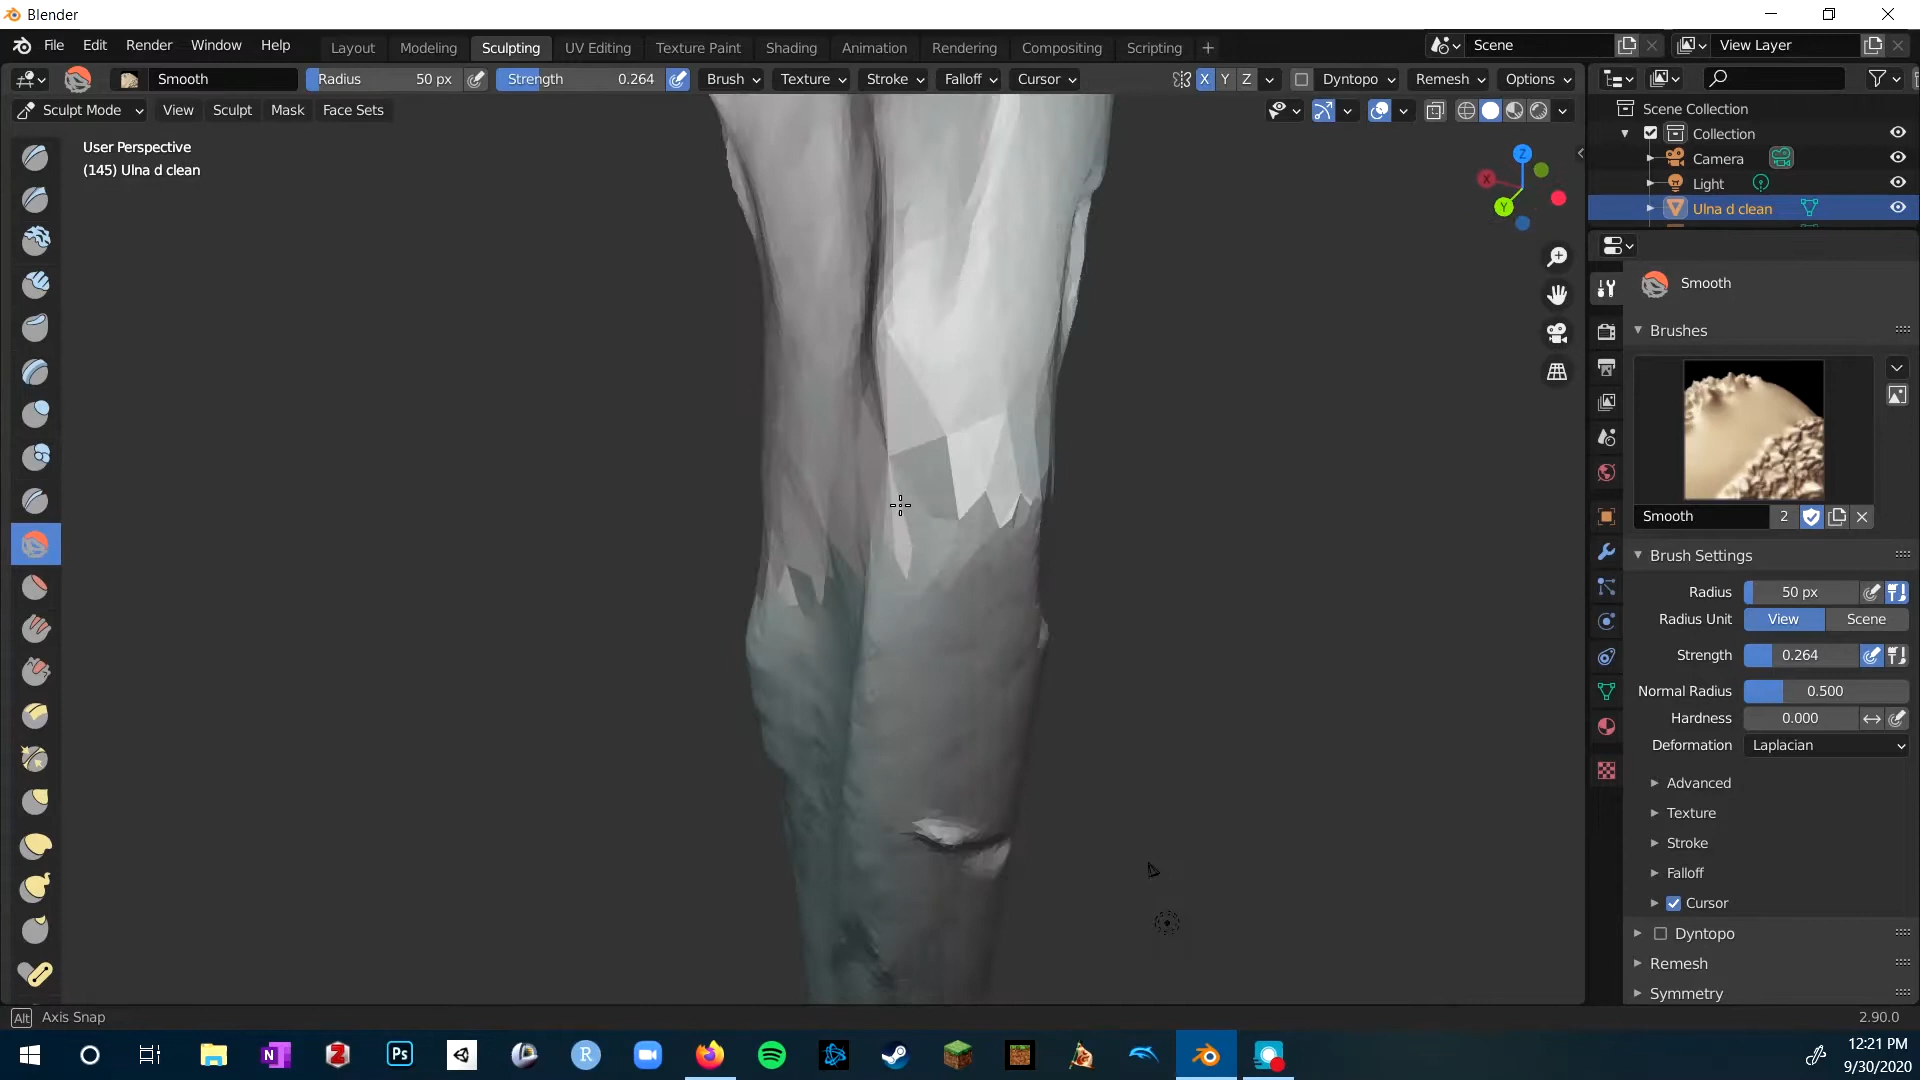 Blender
File Edit Render Window Help Layout Modeling Sculpting UV Editing Texture Paint Shading Animation Rendering Compositing Scripting Scene View Layer
Smooth Radius 50 px Strength 0.264 Brush Texture Stroke Falloff Cursor X Y Z Dyntopo Remesh Options
Sculpt Mode View Sculpt Mask Face Sets
Scene Collection
Collection
Camera
Light
Ulna d clean
User Perspective
(145) Ulna d clean
Z
X
Y
Smooth
Brushes
Smooth 2
Brush Settings
Radius 50 px
Radius Unit View Scene
Strength 0.264
Normal Radius 0.500
Hardness 0.000
Deformation Laplacian
Advanced
Texture
Stroke
Falloff
Cursor
Dyntopo
Remesh
Symmetry
Alt Axis Snap 2.90.0
Z Ps R
12:21 PM
9/30/2020